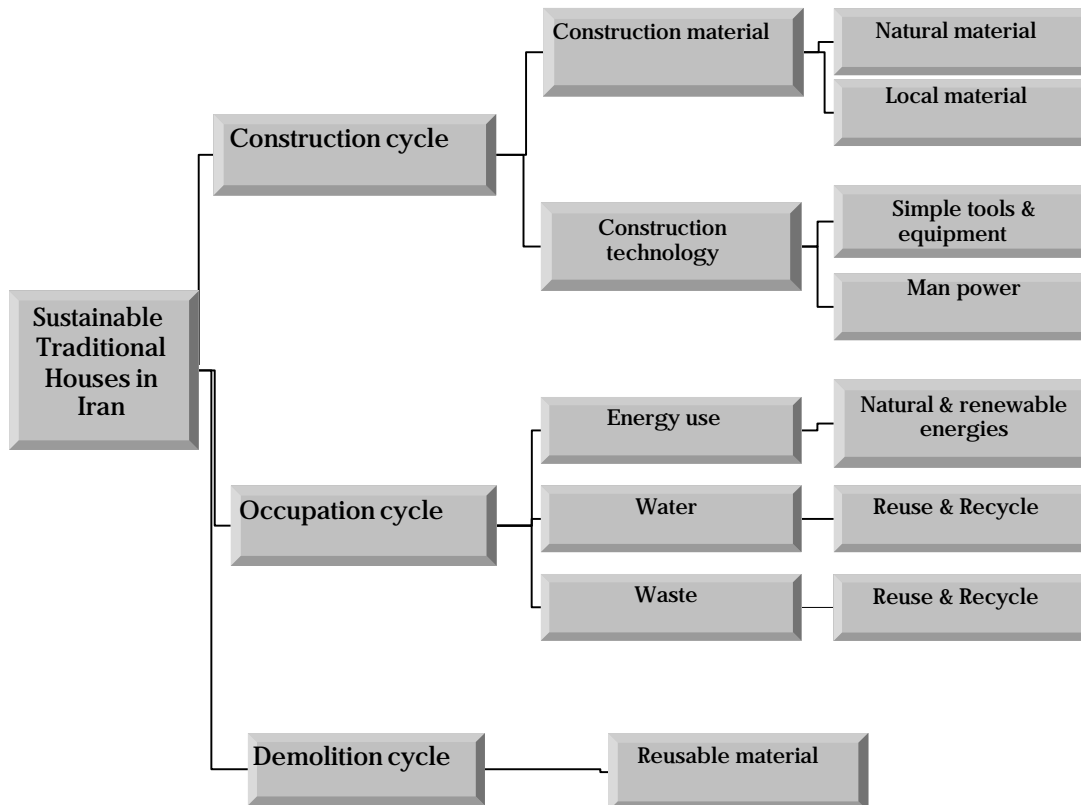 Sustainable
Traditional
Houses in
Iran
Construction cycle
Construction material
Natural material
Local material
Construction
technology
Simple tools &
equipment
Man power
Occupation cycle
Energy use
Natural & renewable
energies
Water
Reuse & Recycle
Waste
Reuse & Recycle
Demolition cycle
Reusable material